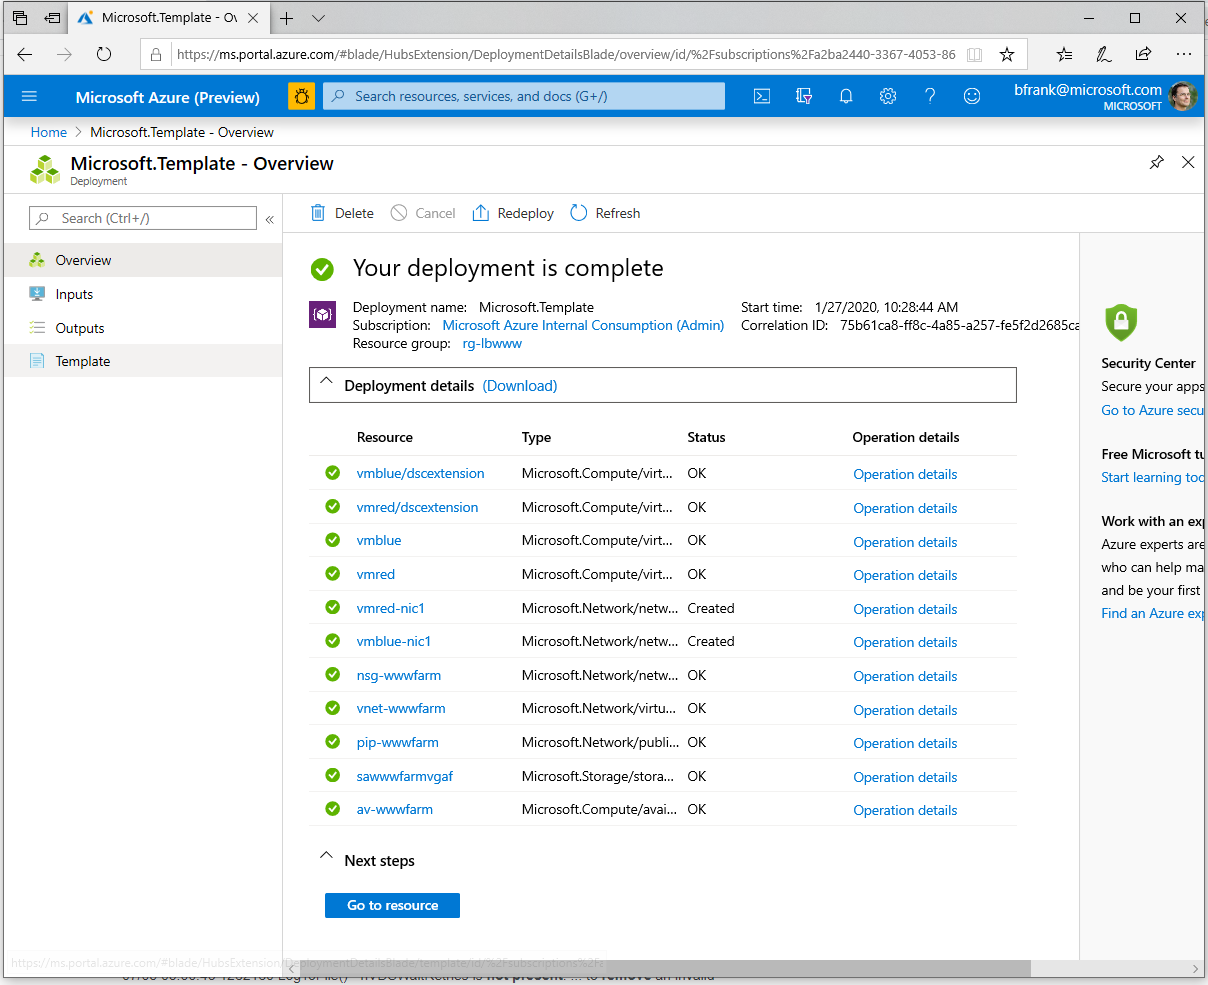 Microsoft.Template - Ov
https://ms.portal.azure.com/#blade/HubsExtension/DeploymentDetailsBlade/overview/id/%2Fsubscriptions%2Fa2ba2440-3367-4053-86
Microsoft Azure (Preview)
Search resources, services, and docs (G+/)
bfrank@microsoft.com
MICROSOFT
Home > Microsoft.Template - Overview
Microsoft.Template - Overview
Deployment
Search (Ctrl+/)
«
Overview
Inputs
Outputs
Template
Delete Cancel Redeploy Refresh
Your deployment is complete
Deployment name: Microsoft.Template
Subscription: Microsoft Azure Internal Consumption (Admin)
Resource group: rg-lbwww
Start time: 1/27/2020, 10:28:44 AM
Correlation ID: 75b61ca8-ff8c-4a85-a257-fe5f2d2685ca
Deployment details (Download)
Resource Type Status Operation details
vmblue/dscextension Microsoft.Compute/virt... OK Operation details
vmred/dscextension Microsoft.Compute/virt... OK Operation details
vmblue Microsoft.Compute/virt... OK Operation details
vmred Microsoft.Compute/virt... OK Operation details
vmred-nic1 Microsoft.Network/netw... Created Operation details
vmblue-nic1 Microsoft.Network/netw... Created Operation details
nsg-wwwfarm Microsoft.Network/netw... OK Operation details
vnet-wwwfarm Microsoft.Network/virtu... OK Operation details
pip-wwwfarm Microsoft.Network/publi... OK Operation details
sawwwfarmvgaf Microsoft.Storage/stora... OK Operation details
av-wwwfarm Microsoft.Compute/avai... OK Operation details
Next steps
Go to resource
Security Center
Secure your apps
Go to Azure secu
Free Microsoft tu
Start learning toc
Work with an exp
Azure experts are
who can help ma
and be your first
Find an Azure exp
https://ms.portal.azure.com/#blade/HubsExtension/DeploymentDetailsBlade/template/id/%2Fsubscriptions%2Fa